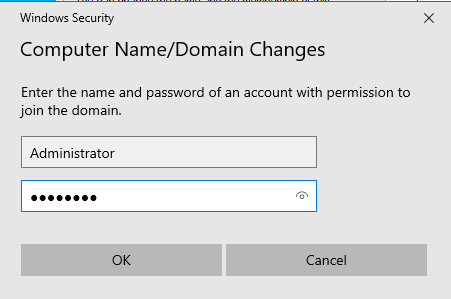 Windows Security
Computer Name/Domain Changes
Enter the name and password of an account with permission to
join the domain.
Administrator
●●●●●●●●
OK
Cancel